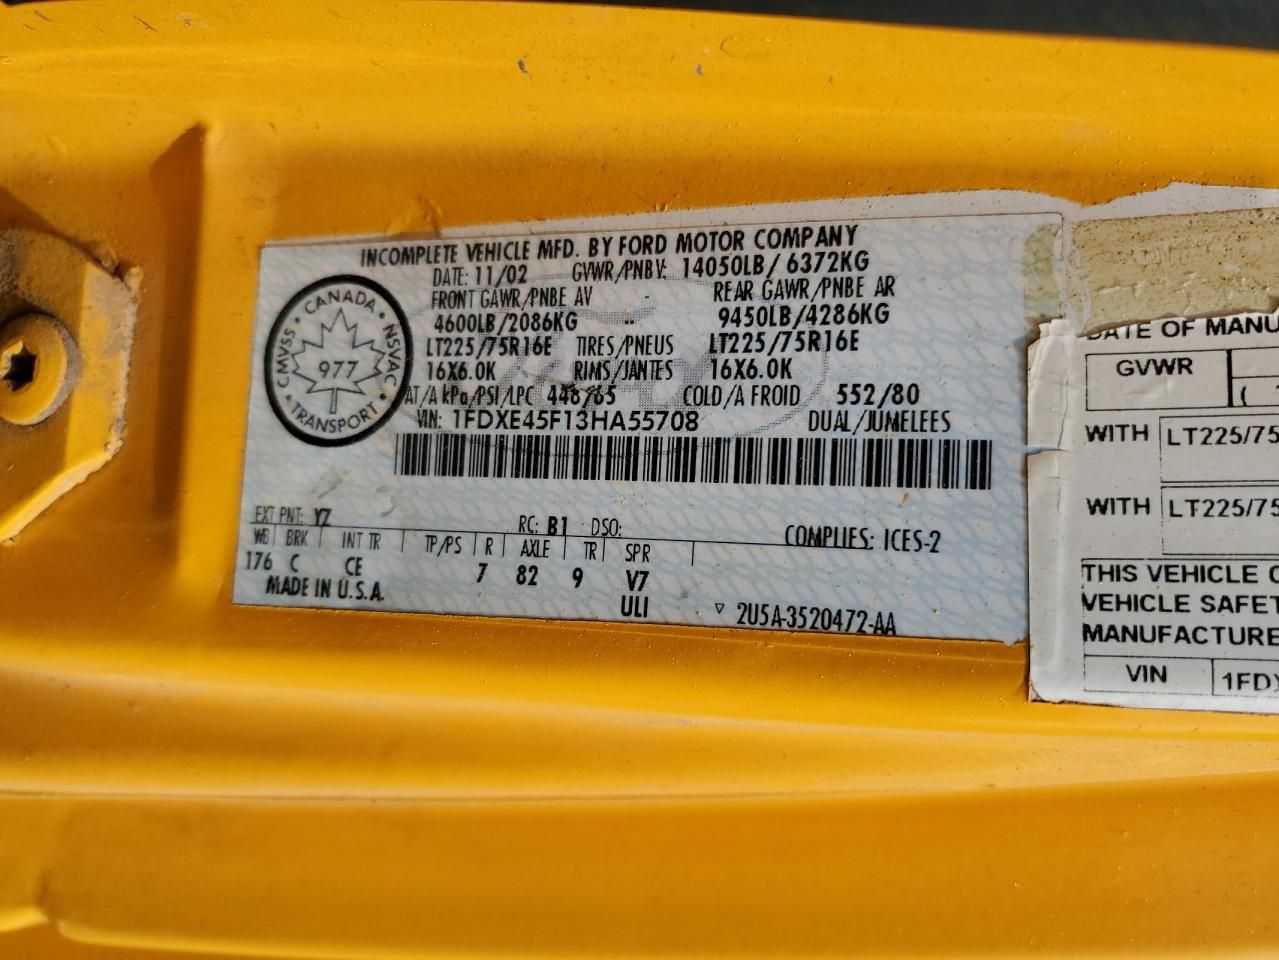 INCOMPLETE VEHICLE MFD. BY FORD MOTOR COMPANY
DATE: 11/02 GVWR/PNBV: 14050LB/ 6372KG
FRONT GAWR/PNBE AV REAR GAWR/PNBE AR
4600LB/2086KG 9450LB/4286KG
LT225/75R16E TIRES/PNEUS LT225/75R16E
16X6.0K RIMS/JANTES 16X6.0K
AT/A kPa/PSI/LPC 448/65 COLD/A FROID 552/80
VIN: 1FDXE45F13HA55708 DUAL/JUMELEES
CANADA
CMVSS NSVAC
977
TRANSPORT
EXT PNT: YZ RC: B1 DSO: COMPLIES: ICES-2
WB BRK INT TR TP/PS R AXLE TR SPR
176 C CE 7 82 9 V7
MADE IN U.S.A. ULI
2U5A-3520472-AA
DATE OF MANU
GVWR (
WITH LT225/75
WITH LT225/75
THIS VEHICLE C
VEHICLE SAFET
MANUFACTURE
VIN 1FDX